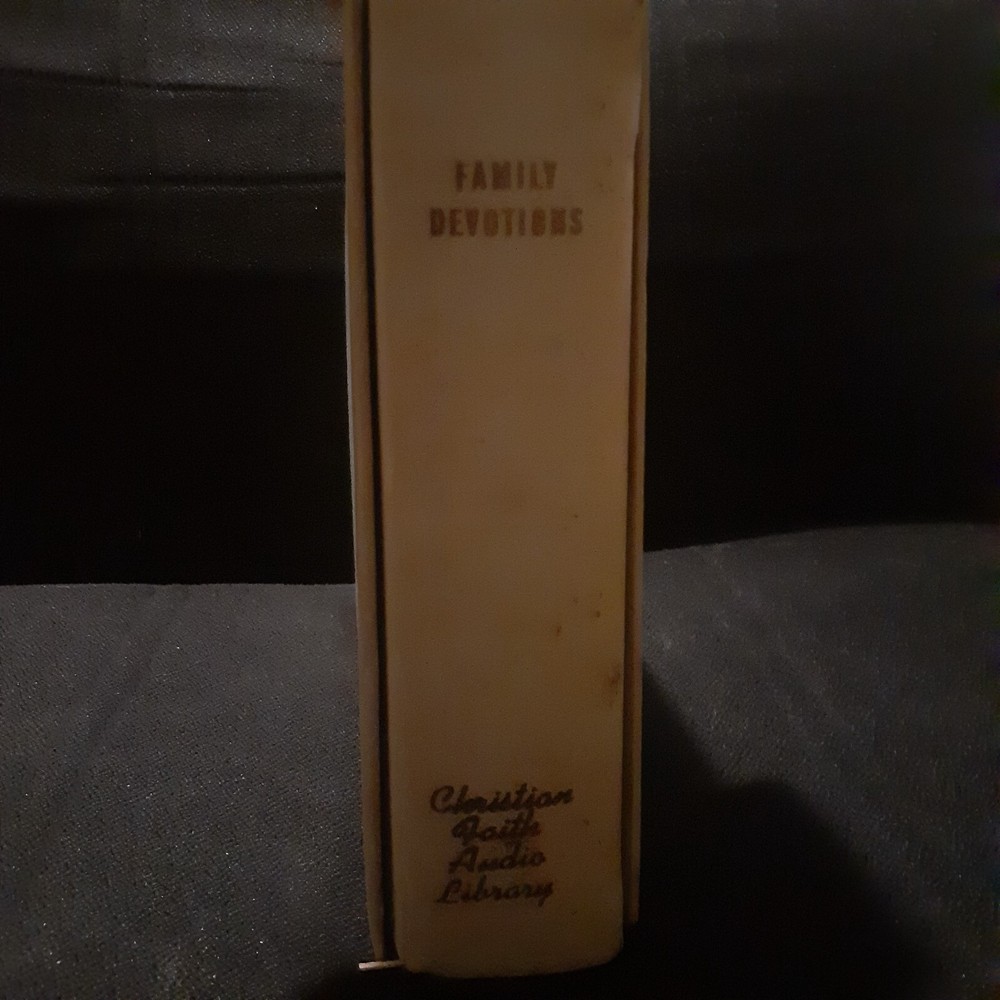 FAMILY
DEVOTIONS
Christian
Faith
Audio
Library